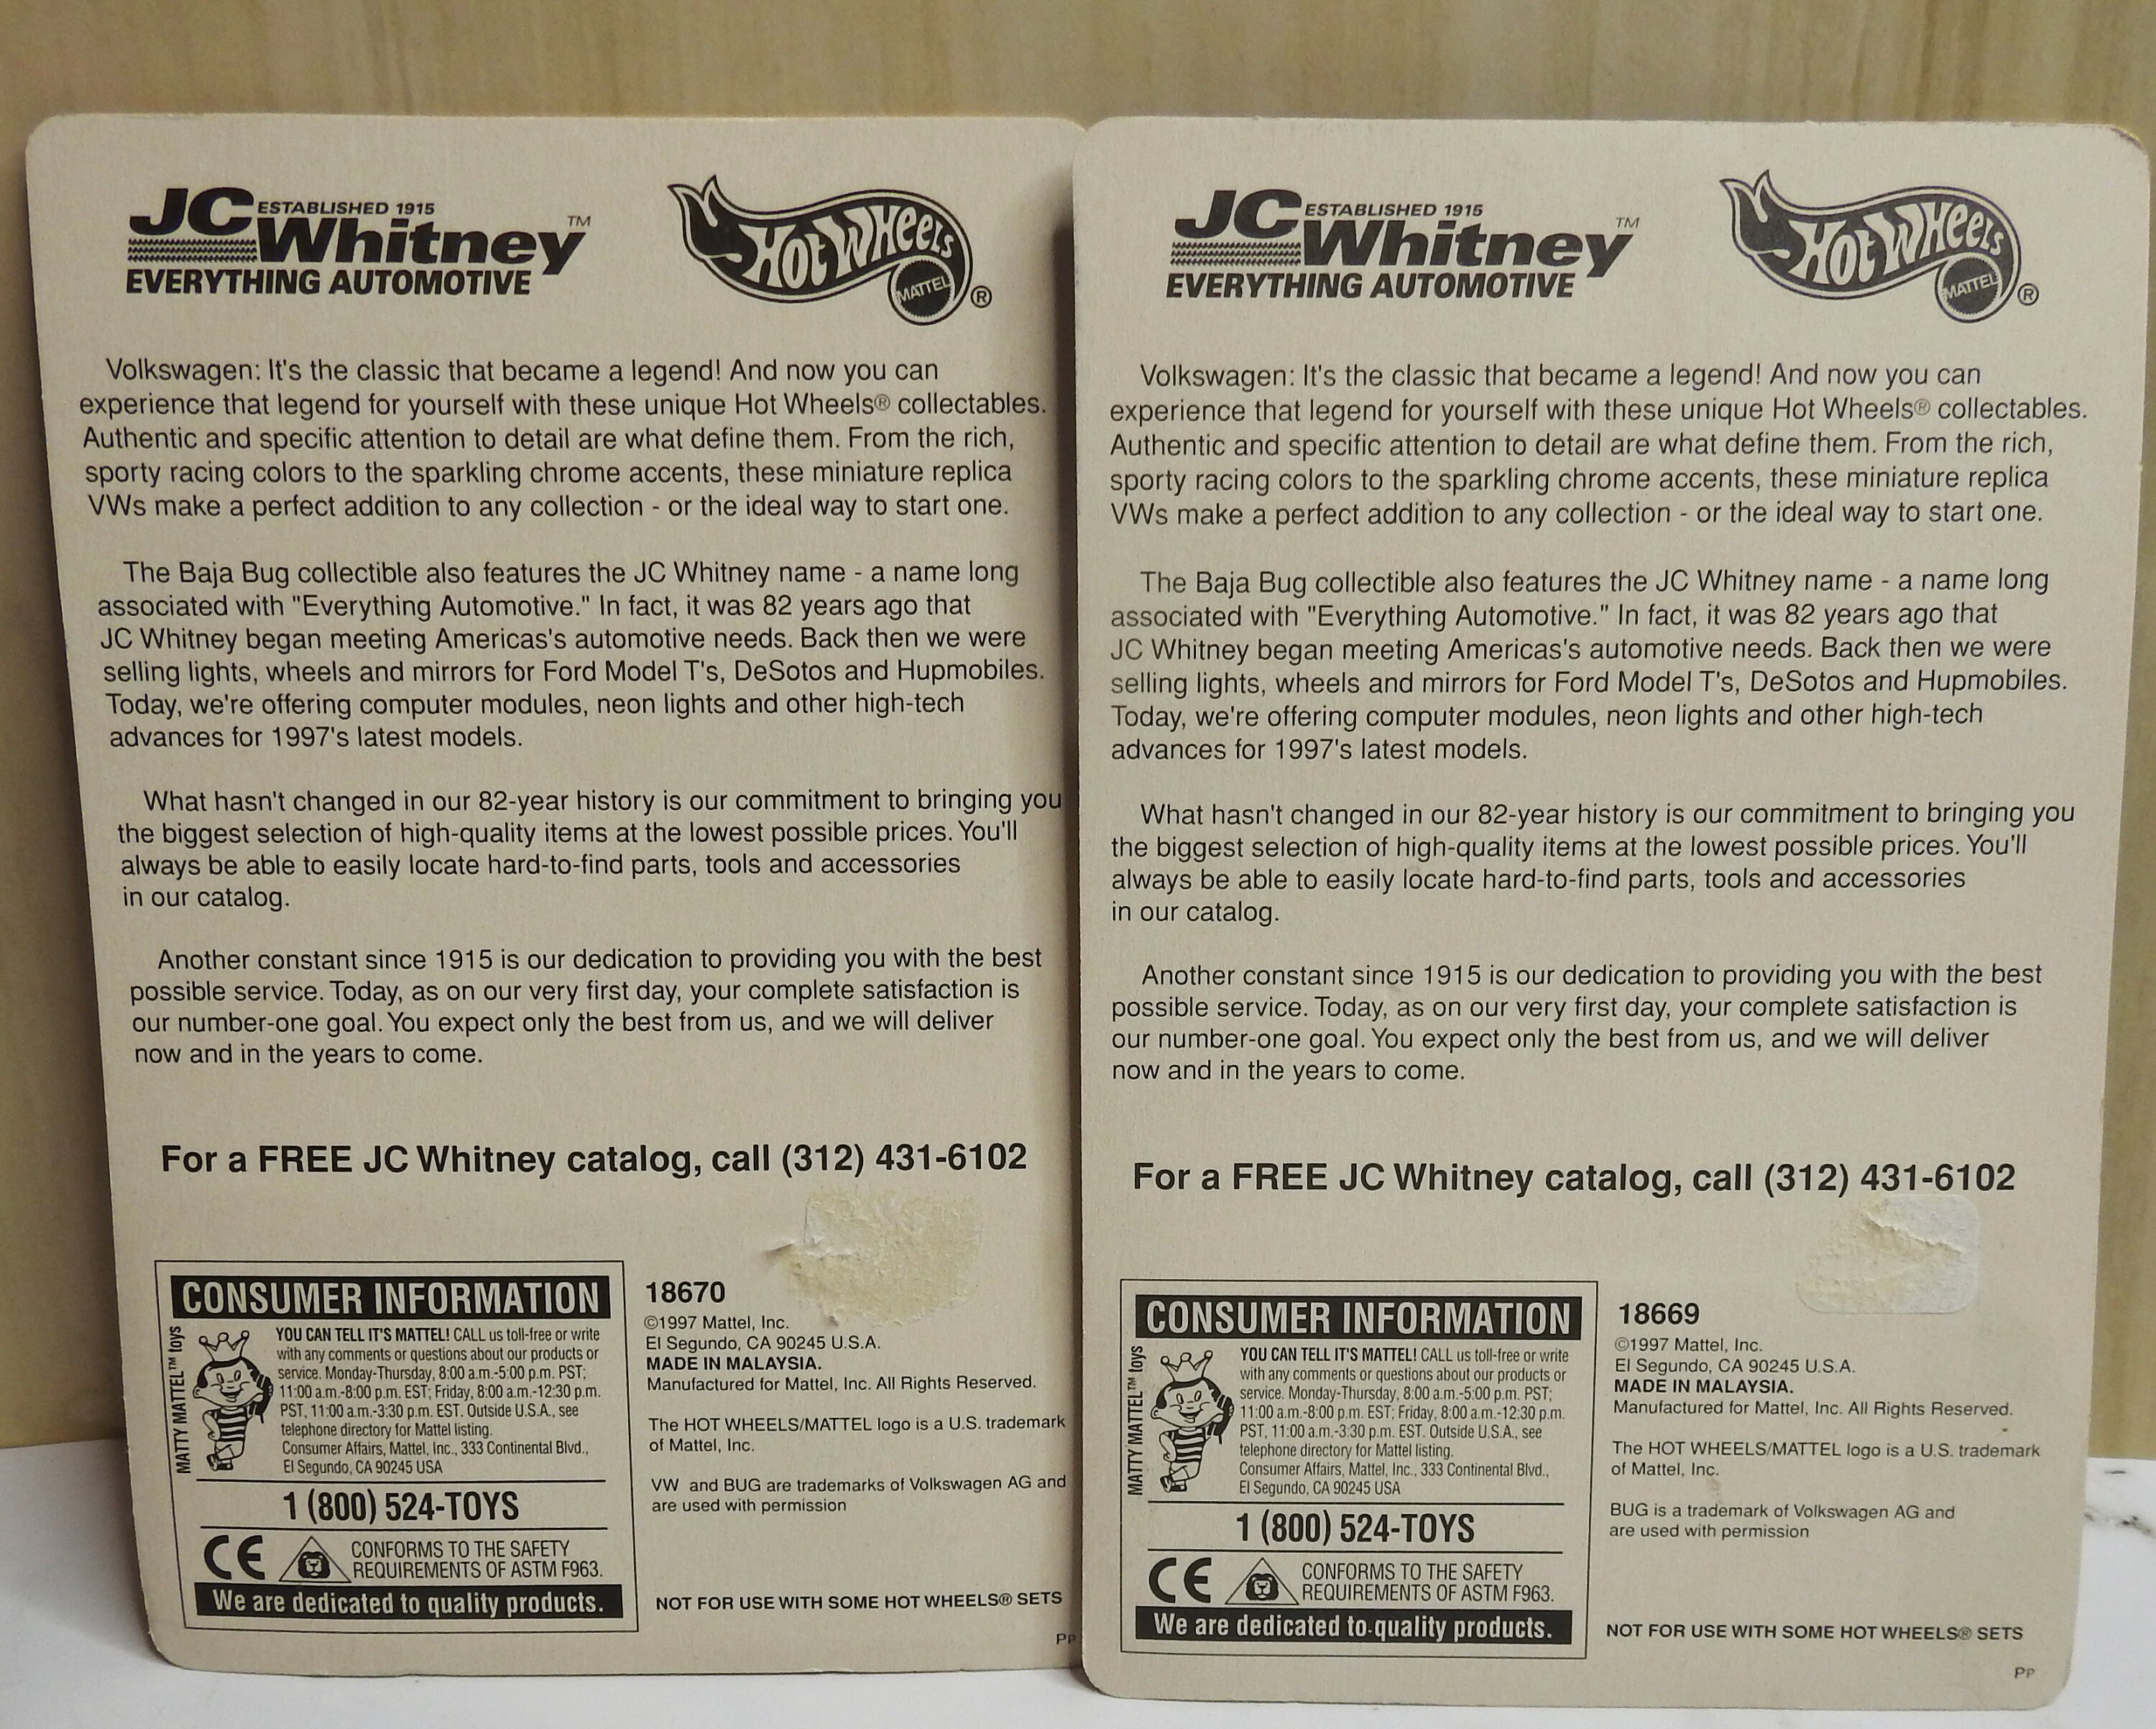 JC Whitney™
ESTABLISHED 1915
EVERYTHING AUTOMOTIVE
Hot Wheels
MATTEL
®
Volkswagen: It's the classic that became a legend! And now you can
experience that legend for yourself with these unique Hot Wheels® collectables.
Authentic and specific attention to detail are what define them. From the rich,
sporty racing colors to the sparkling chrome accents, these miniature replica
VWs make a perfect addition to any collection - or the ideal way to start one.
The Baja Bug collectible also features the JC Whitney name - a name long
associated with "Everything Automotive." In fact, it was 82 years ago that
JC Whitney began meeting Americas's automotive needs. Back then we were
selling lights, wheels and mirrors for Ford Model T's, DeSotos and Hupmobiles.
Today, we're offering computer modules, neon lights and other high-tech
advances for 1997's latest models.
What hasn't changed in our 82-year history is our commitment to bringing you
the biggest selection of high-quality items at the lowest possible prices. You'll
always be able to easily locate hard-to-find parts, tools and accessories
in our catalog.
Another constant since 1915 is our dedication to providing you with the best
possible service. Today, as on our very first day, your complete satisfaction is
our number-one goal. You expect only the best from us, and we will deliver
now and in the years to come.
For a FREE JC Whitney catalog, call (312) 431-6102
CONSUMER INFORMATION
MATTY MATTEL™ toys
YOU CAN TELL IT'S MATTEL! CALL us toll-free or write
with any comments or questions about our products or
service. Monday-Thursday, 8:00 a.m.-5:00 p.m. PST;
11:00 a.m.-8:00 p.m. EST; Friday, 8:00 a.m.-12:30 p.m.
PST, 11:00 a.m.-3:30 p.m. EST. Outside U.S.A., see
telephone directory for Mattel listing.
Consumer Affairs, Mattel, Inc., 333 Continental Blvd.,
El Segundo, CA 90245 USA
1 (800) 524-TOYS
CE
CONFORMS TO THE SAFETY
REQUIREMENTS OF ASTM F963.
We are dedicated to quality products.
18670
©1997 Mattel, Inc.
El Segundo, CA 90245 U.S.A.
MADE IN MALAYSIA.
Manufactured for Mattel, Inc. All Rights Reserved.
The HOT WHEELS/MATTEL logo is a U.S. trademark
of Mattel, Inc.
VW and BUG are trademarks of Volkswagen AG and
are used with permission
NOT FOR USE WITH SOME HOT WHEELS® SETS
PP
JC Whitney™
ESTABLISHED 1915
EVERYTHING AUTOMOTIVE
Hot Wheels
MATTEL
®
Volkswagen: It's the classic that became a legend! And now you can
experience that legend for yourself with these unique Hot Wheels® collectables.
Authentic and specific attention to detail are what define them. From the rich,
sporty racing colors to the sparkling chrome accents, these miniature replica
VWs make a perfect addition to any collection - or the ideal way to start one.
The Baja Bug collectible also features the JC Whitney name - a name long
associated with "Everything Automotive." In fact, it was 82 years ago that
JC Whitney began meeting Americas's automotive needs. Back then we were
selling lights, wheels and mirrors for Ford Model T's, DeSotos and Hupmobiles.
Today, we're offering computer modules, neon lights and other high-tech
advances for 1997's latest models.
What hasn't changed in our 82-year history is our commitment to bringing you
the biggest selection of high-quality items at the lowest possible prices. You'll
always be able to easily locate hard-to-find parts, tools and accessories
in our catalog.
Another constant since 1915 is our dedication to providing you with the best
possible service. Today, as on our very first day, your complete satisfaction is
our number-one goal. You expect only the best from us, and we will deliver
now and in the years to come.
For a FREE JC Whitney catalog, call (312) 431-6102
CONSUMER INFORMATION
MATTY MATTEL™ toys
YOU CAN TELL IT'S MATTEL! CALL us toll-free or write
with any comments or questions about our products or
service. Monday-Thursday, 8:00 a.m.-5:00 p.m. PST;
11:00 a.m.-8:00 p.m. EST; Friday, 8:00 a.m.-12:30 p.m.
PST, 11:00 a.m.-3:30 p.m. EST. Outside U.S.A., see
telephone directory for Mattel listing.
Consumer Affairs, Mattel, Inc., 333 Continental Blvd.,
El Segundo, CA 90245 USA
1 (800) 524-TOYS
CE
CONFORMS TO THE SAFETY
REQUIREMENTS OF ASTM F963.
We are dedicated to quality products.
18669
©1997 Mattel, Inc.
El Segundo, CA 90245 U.S.A.
MADE IN MALAYSIA.
Manufactured for Mattel, Inc. All Rights Reserved.
The HOT WHEELS/MATTEL logo is a U.S. trademark
of Mattel, Inc.
BUG is a trademark of Volkswagen AG and
are used with permission
NOT FOR USE WITH SOME HOT WHEELS® SETS
PP